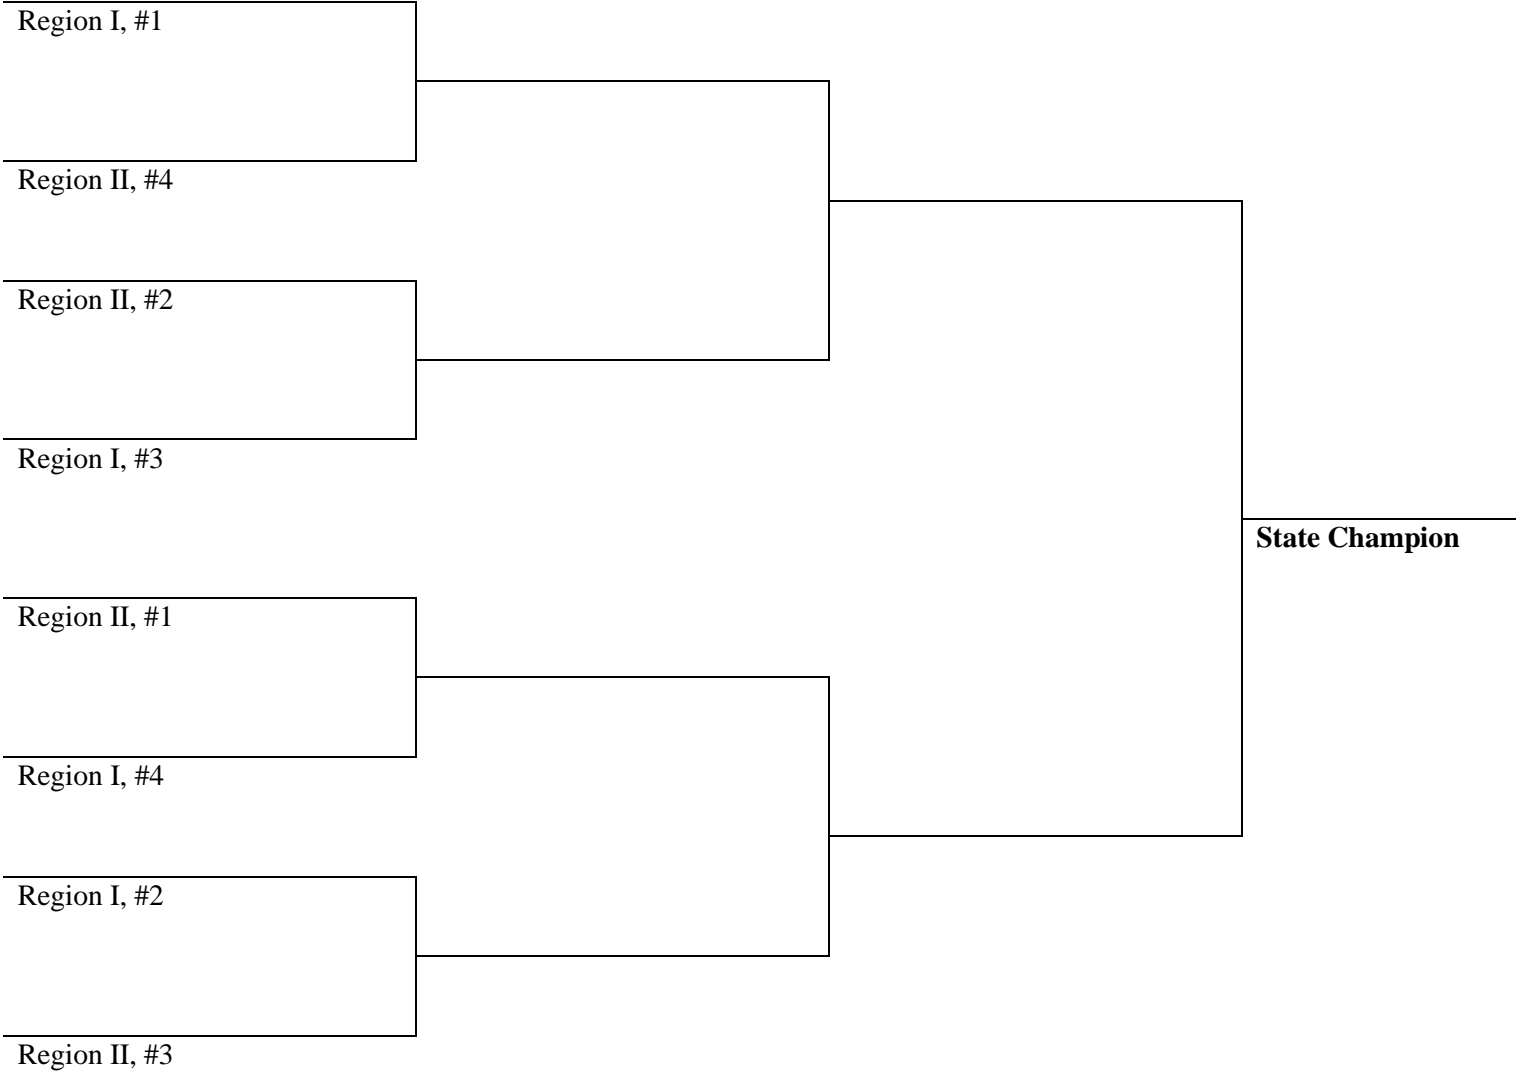 Region I, #1
Region II, #4
Region II, #2
Region I, #3
State Champion
Region II, #1
Region I, #4
Region I, #2
Region II, #3